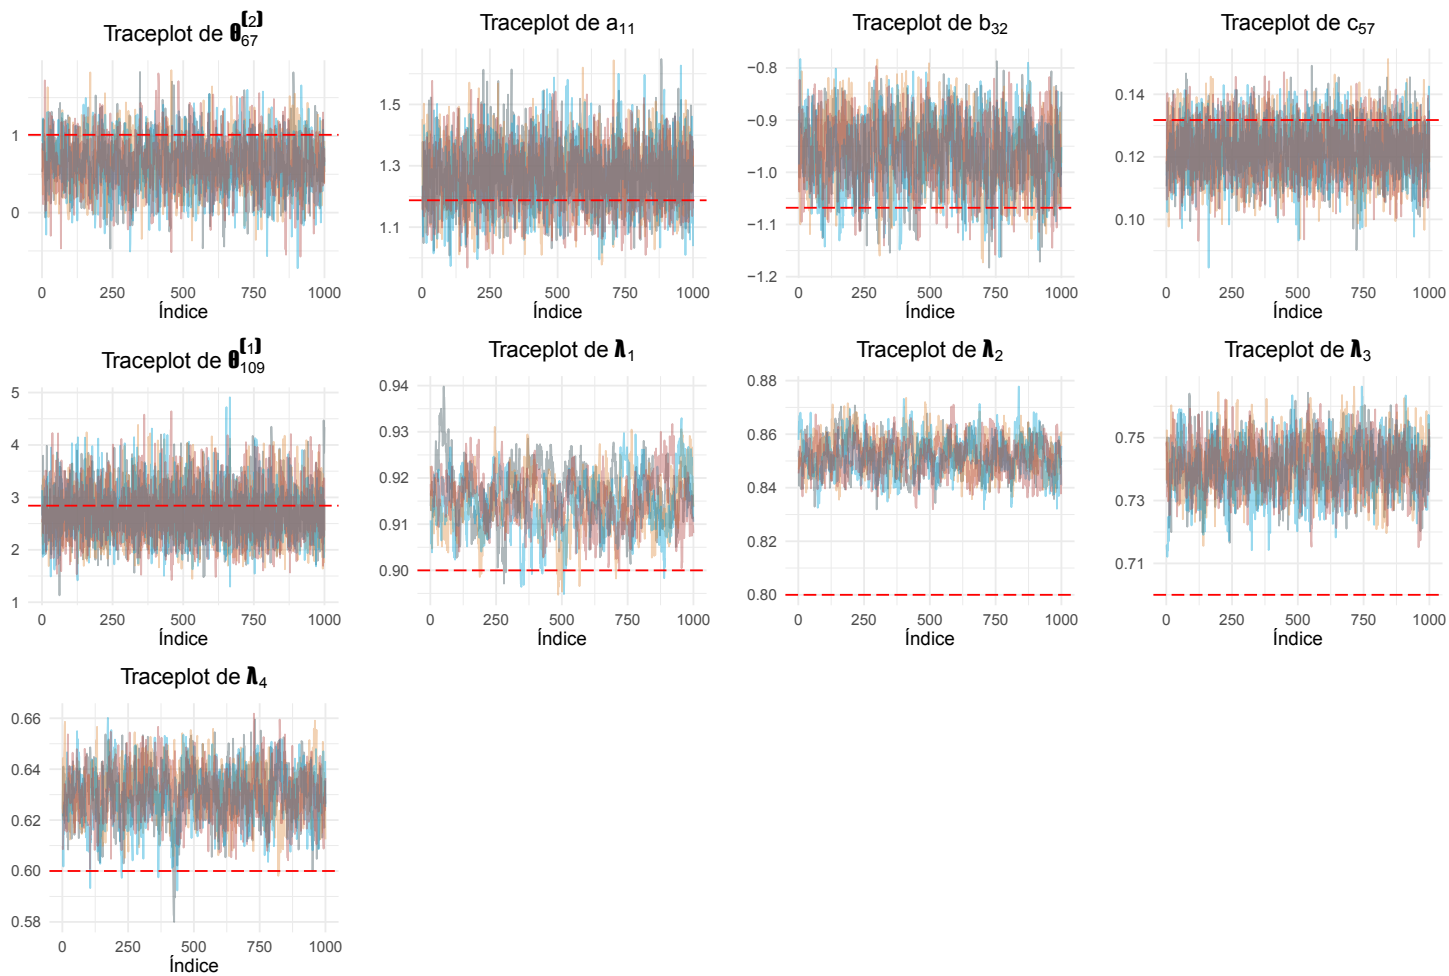 Traceplot de θ₆₇⁽²⁾
1
0
0 250 500 750 1000
Índice
Traceplot de a₁₁
1.5
1.3
1.1
0 250 500 750 1000
Índice
Traceplot de b₃₂
−0.8
−0.9
−1.0
−1.1
−1.2
0 250 500 750 1000
Índice
Traceplot de c₅₇
0.14
0.12
0.10
0 250 500 750 1000
Índice
Traceplot de θ₁₀₉⁽¹⁾
5
4
3
2
1
0 250 500 750 1000
Índice
Traceplot de λ₁
0.94
0.93
0.92
0.91
0.90
0 250 500 750 1000
Índice
Traceplot de λ₂
0.88
0.86
0.84
0.82
0.80
0 250 500 750 1000
Índice
Traceplot de λ₃
0.75
0.73
0.71
0 250 500 750 1000
Índice
Traceplot de λ₄
0.66
0.64
0.62
0.60
0.58
0 250 500 750 1000
Índice